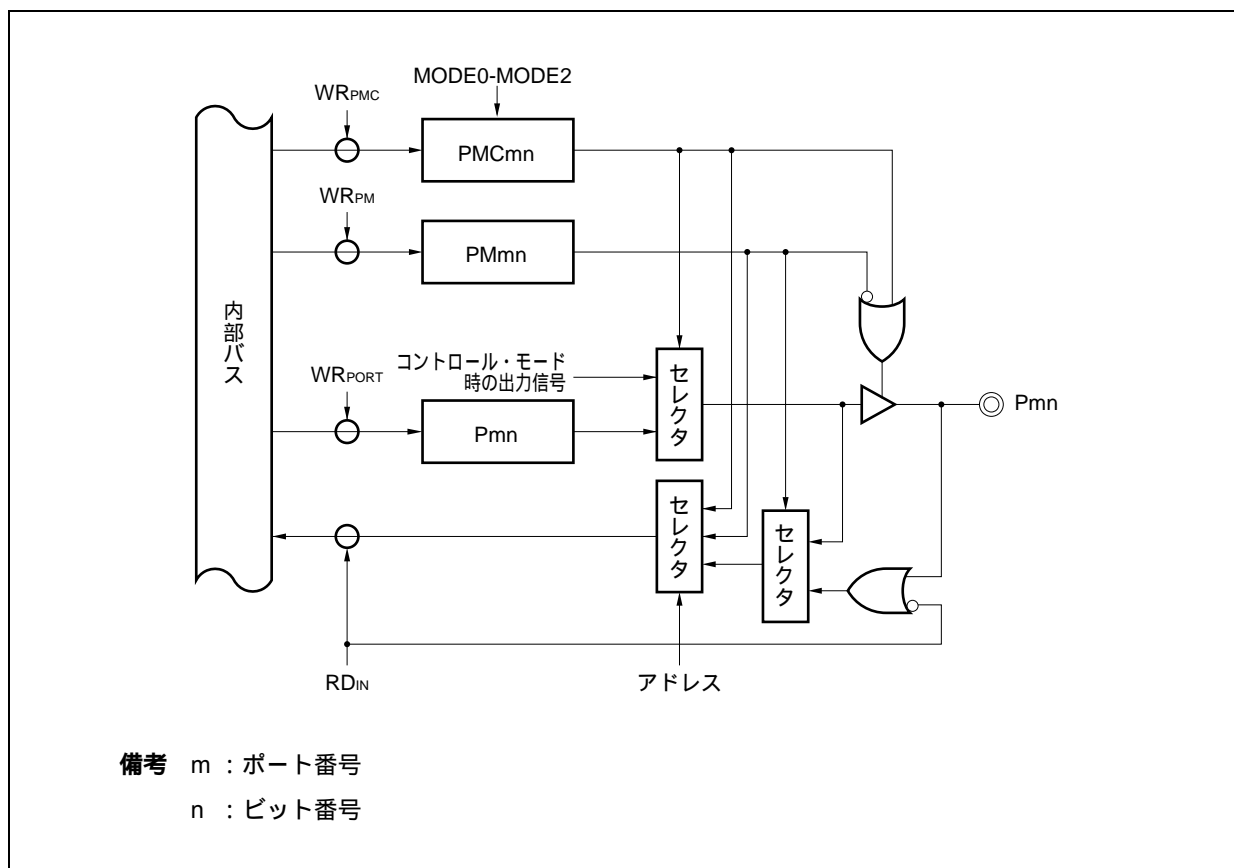 MODE0-MODE2
WRPMC
PMCmn
WRPM
PMmn
内部バス
コントロール・モード
時の出力信号
セレクタ
WRPORT
Pmn
Pmn
セレクタ
セレクタ
RDIN
アドレス
備考 m : ポート番号
n : ビット番号